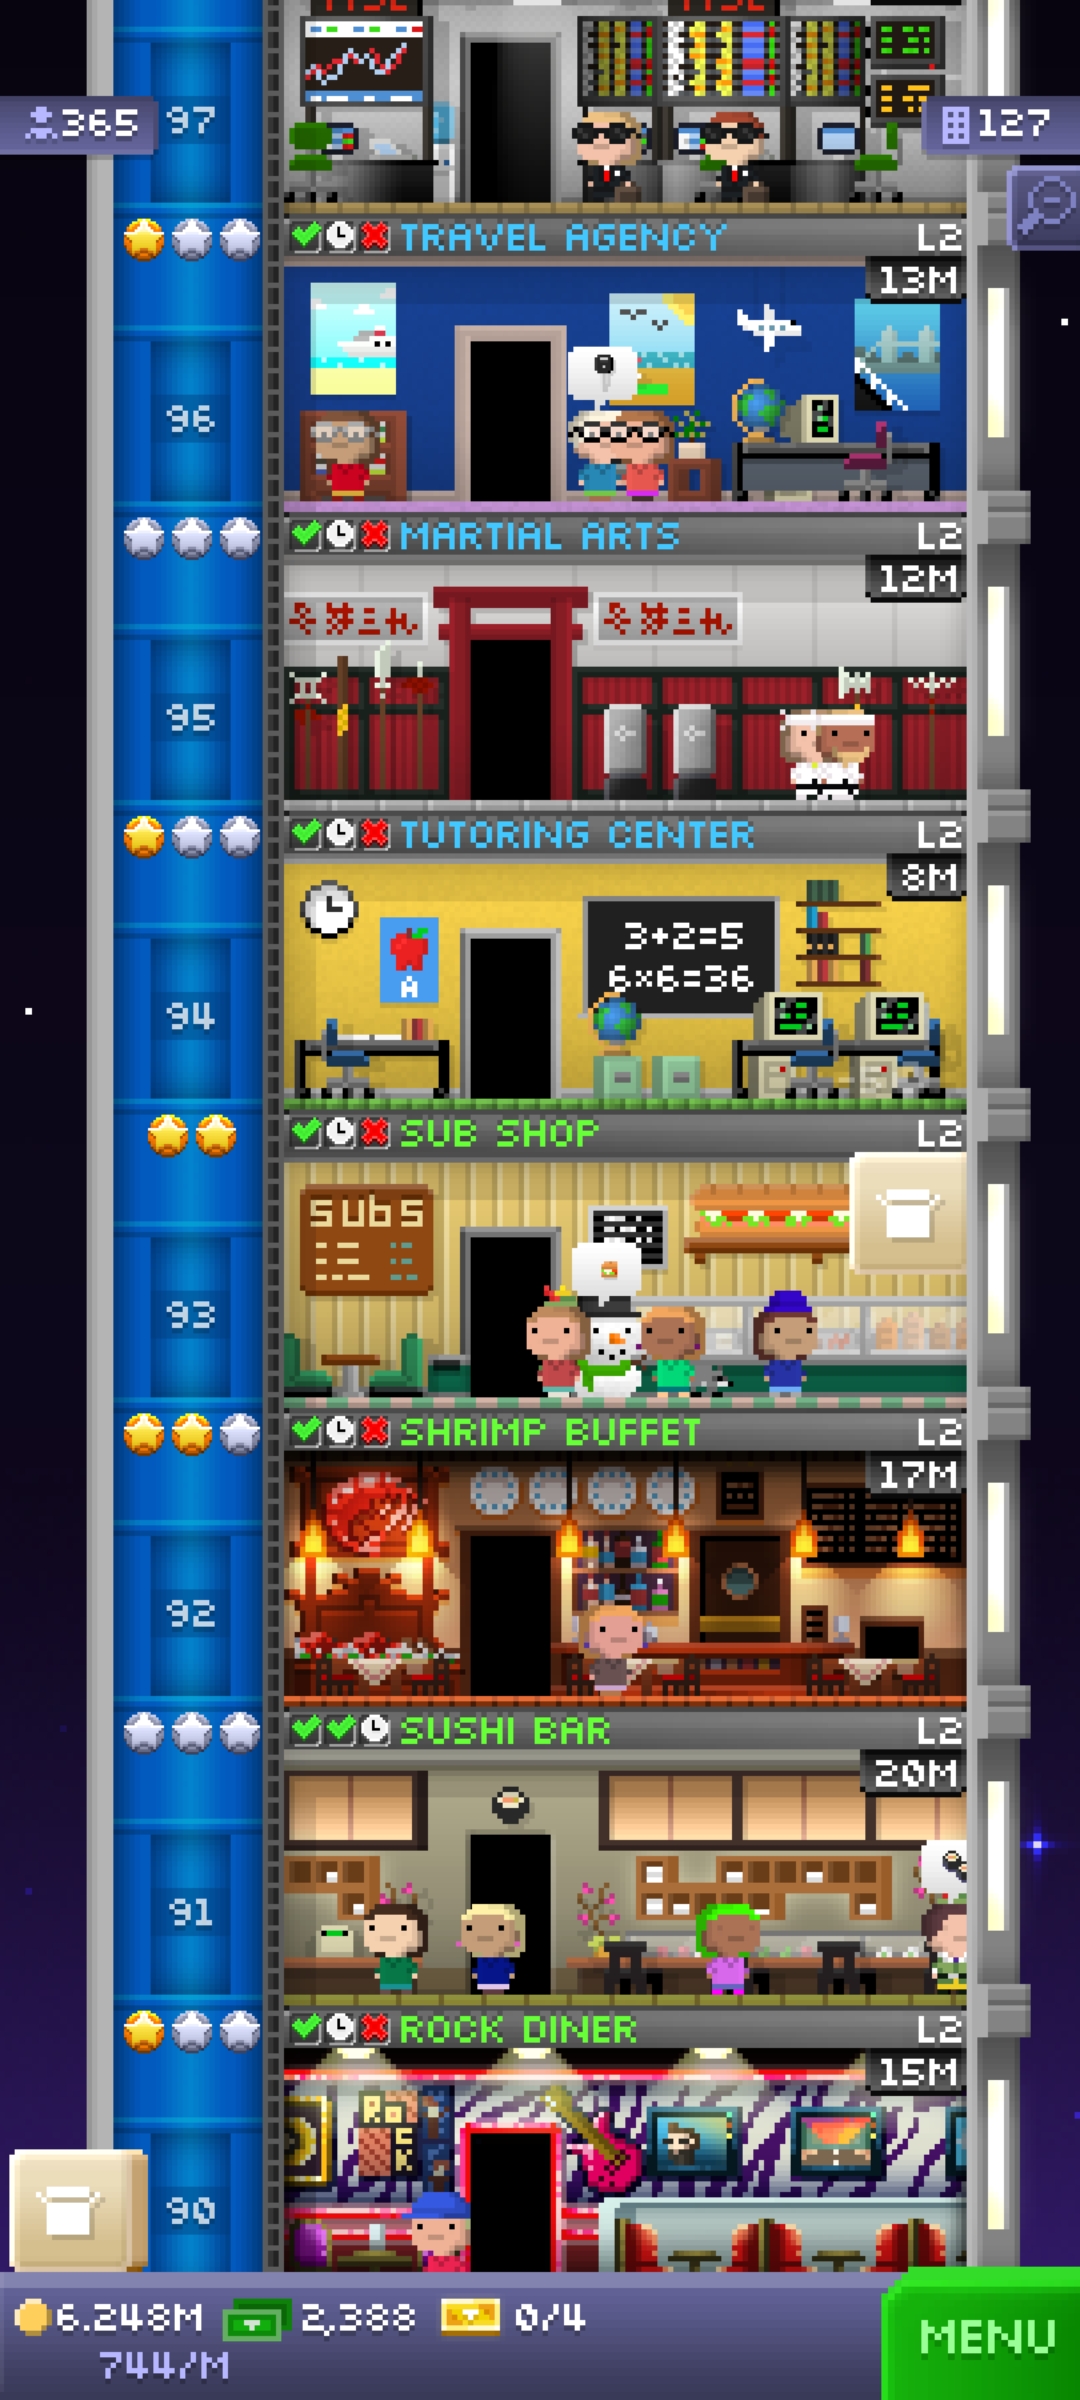 365
97
127
TRAVEL AGENCY
L2
13M
96
MARTIAL ARTS
L2
12M
95
TUTORING CENTER
L2
8M
3+2=5
6×6=36
A
94
SUB SHOP
L2
SUBS
93
SHRIMP BUFFET
L2
17M
92
SUSHI BAR
L2
20M
91
ROCK DINER
L2
15M
ROCK
90
6.248M
2,388
0/4
744/M
MENU